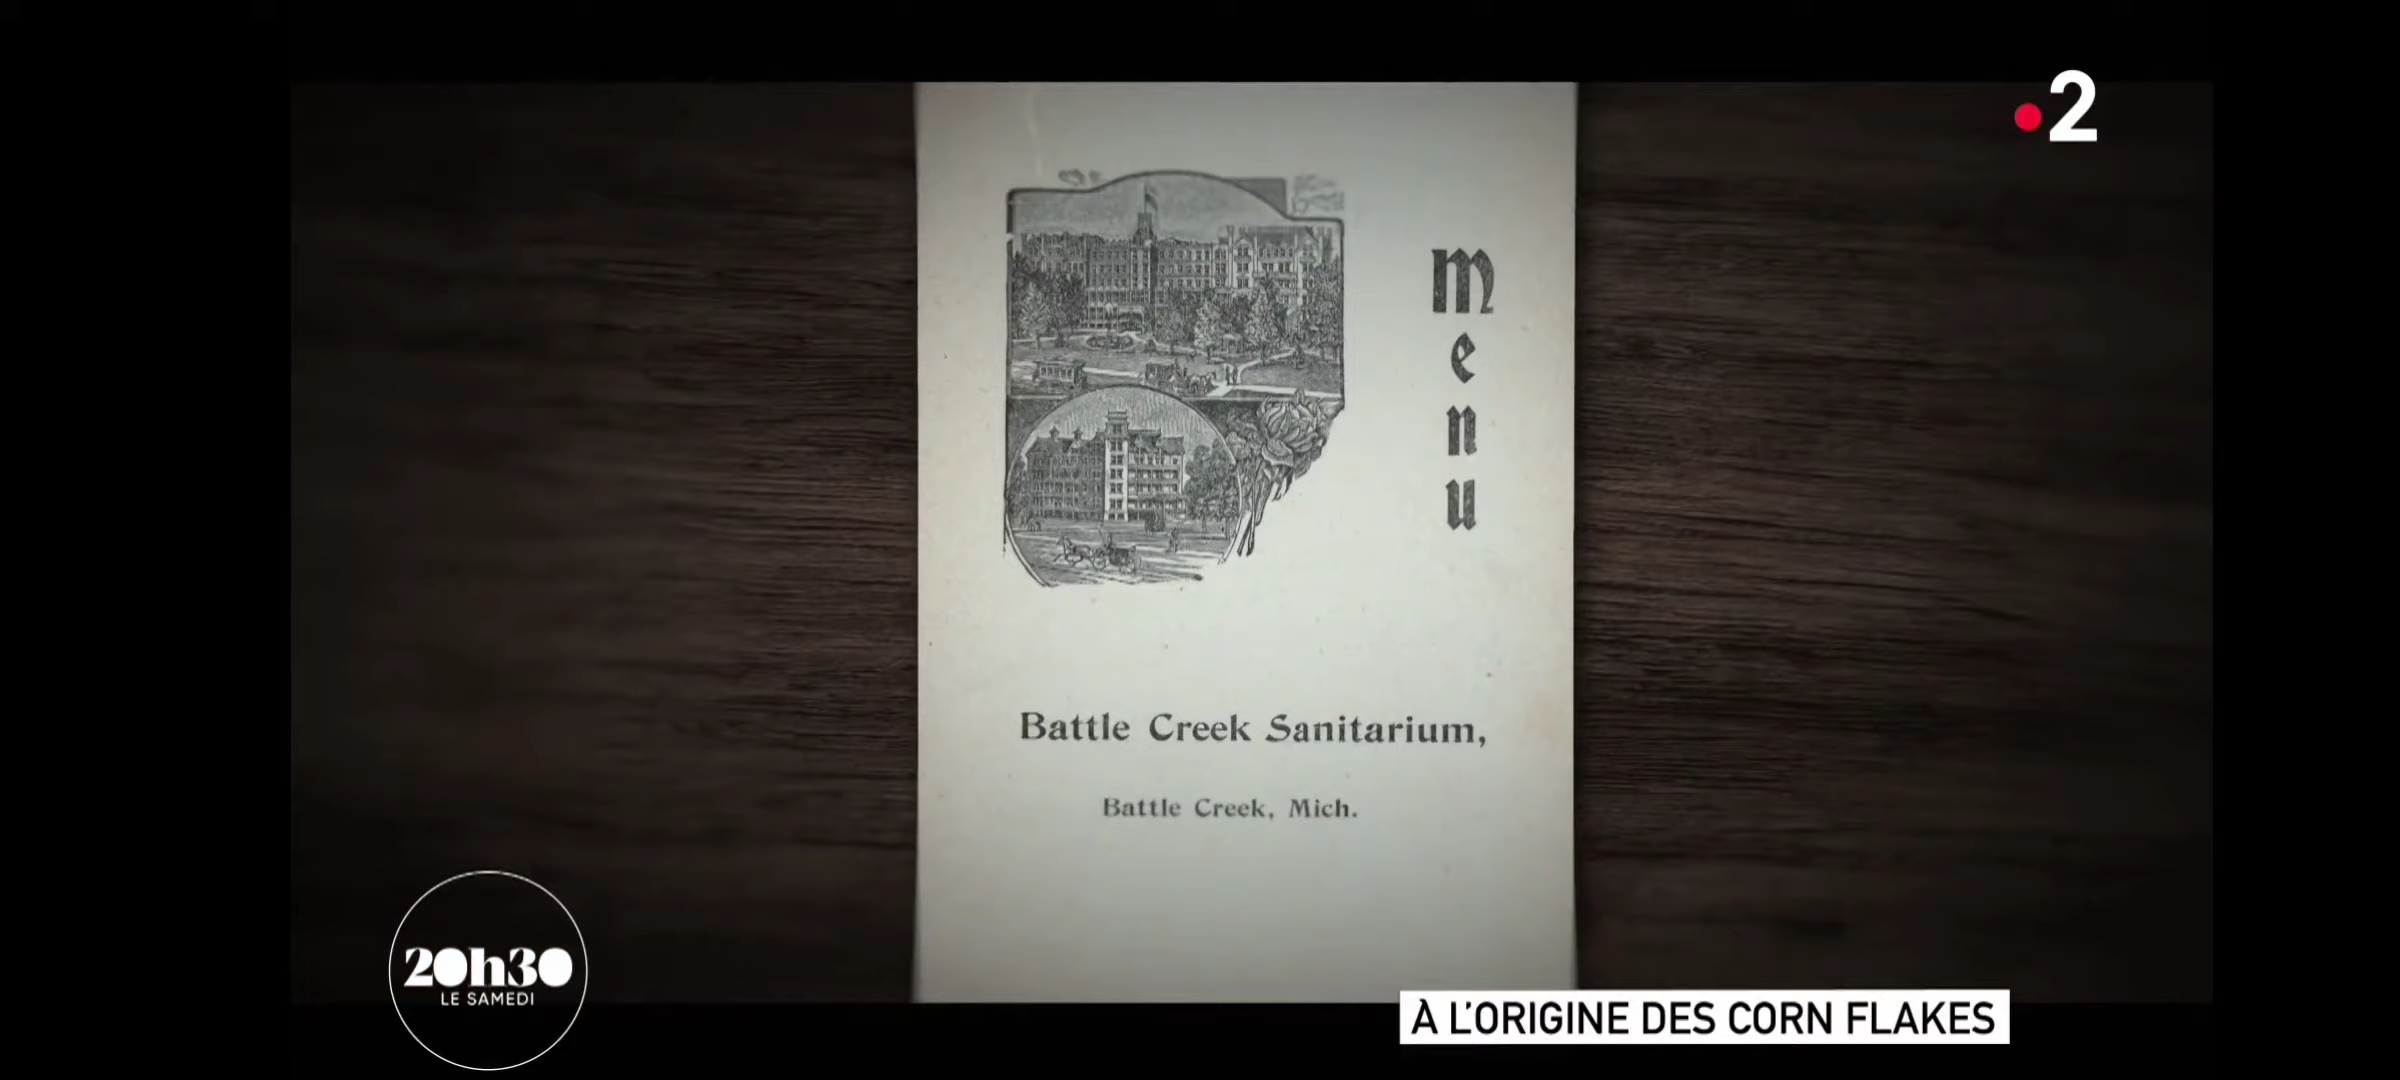 2
Menu
Battle Creek Sanitarium,
Battle Creek, Mich.
20h30
LE SAMEDI
À L'ORIGINE DES CORN FLAKES